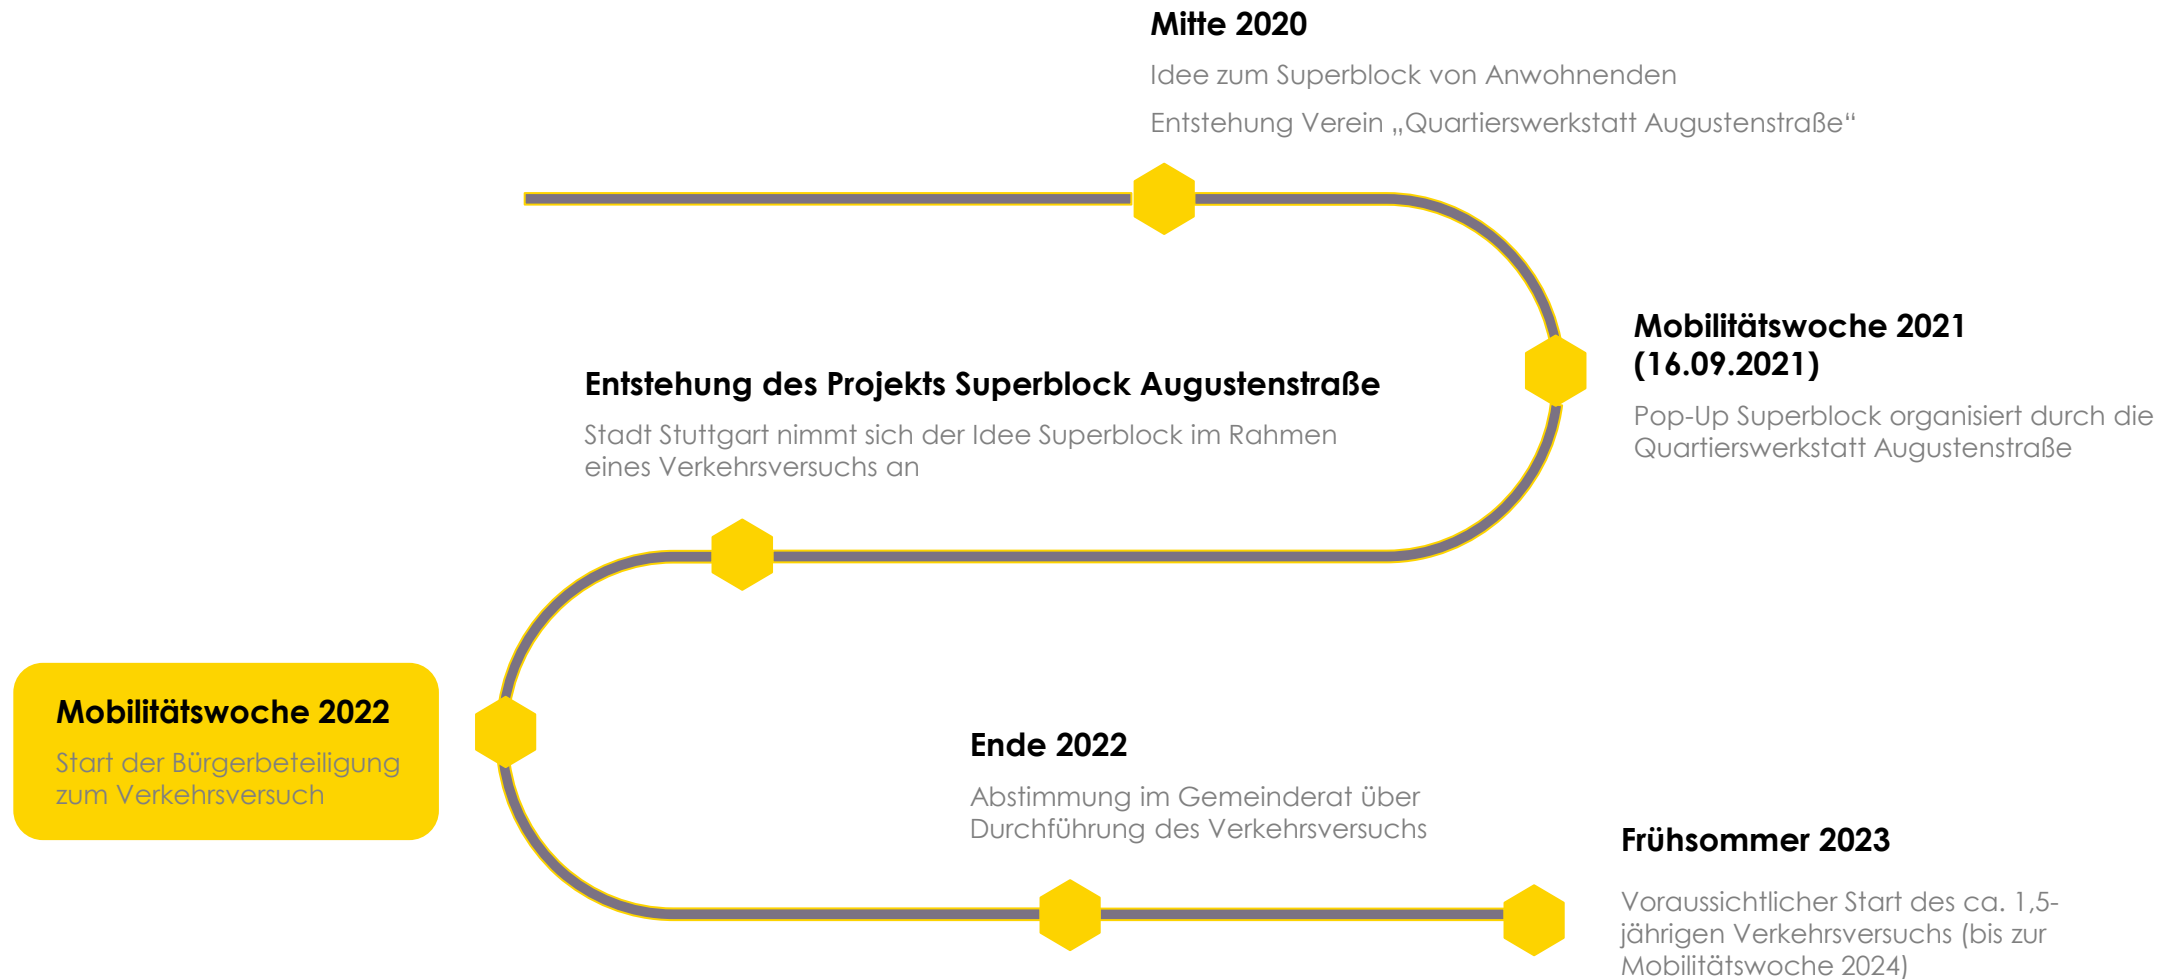 Mitte 2020
Idee zum Superblock von Anwohnenden
Entstehung Verein „Quartierswerkstatt Augustenstraße“
Mobilitätswoche 2021
(16.09.2021)
Pop-Up Superblock organisiert durch die
Quartierswerkstatt Augustenstraße
Entstehung des Projekts Superblock Augustenstraße
Stadt Stuttgart nimmt sich der Idee Superblock im Rahmen
eines Verkehrsversuchs an
Mobilitätswoche 2022
Start der Bürgerbeteiligung
zum Verkehrsversuch
Ende 2022
Abstimmung im Gemeinderat über
Durchführung des Verkehrsversuchs
Frühsommer 2023
Voraussichtlicher Start des ca. 1,5-
jährigen Verkehrsversuchs (bis zur
Mobilitätswoche 2024)